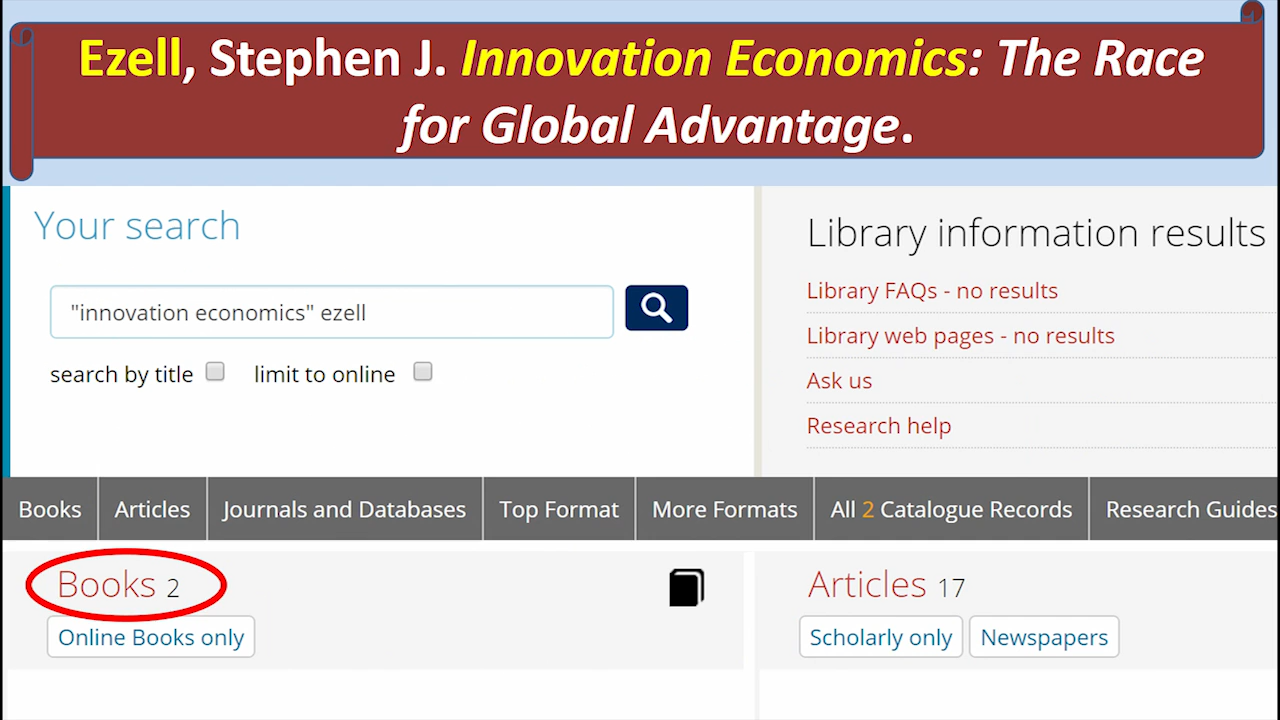 Ezell, Stephen J. Innovation Economics: The Race
for Global Advantage.
Your search
"innovation economics" ezell
search by title limit to online
Library information results
Library FAQs - no results
Library web pages - no results
Ask us
Research help
Books Articles Journals and Databases Top Format More Formats All 2 Catalogue Records Research Guides
Books 2
Online Books only
Articles 17
Scholarly only Newspapers